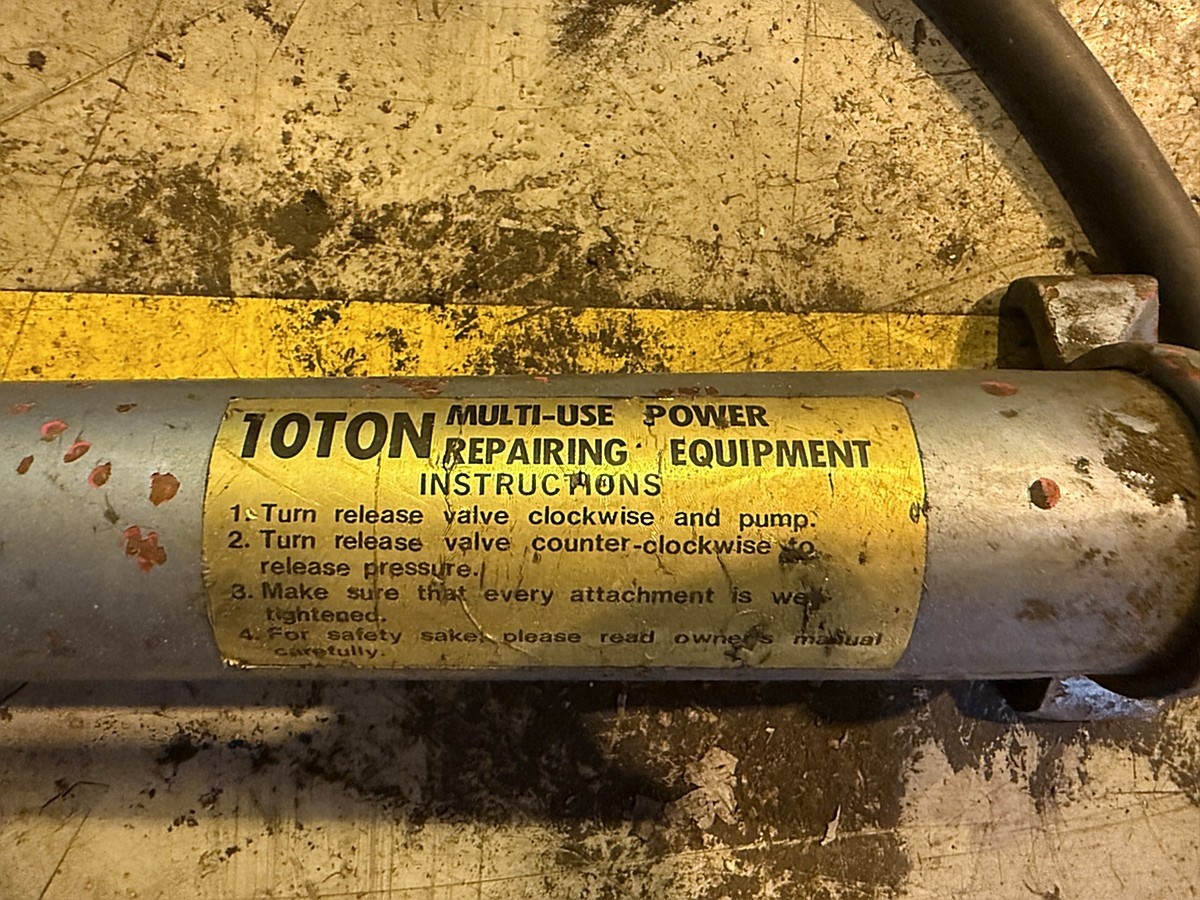 10TON MULTI-USE POWER
REPAIRING EQUIPMENT
INSTRUCTIONS
1. Turn release valve clockwise and pump.
2. Turn release valve counter-clockwise to
release pressure.
3. Make sure that every attachment is well
tightened.
4. For safety sake, please read owner's manual
carefully.